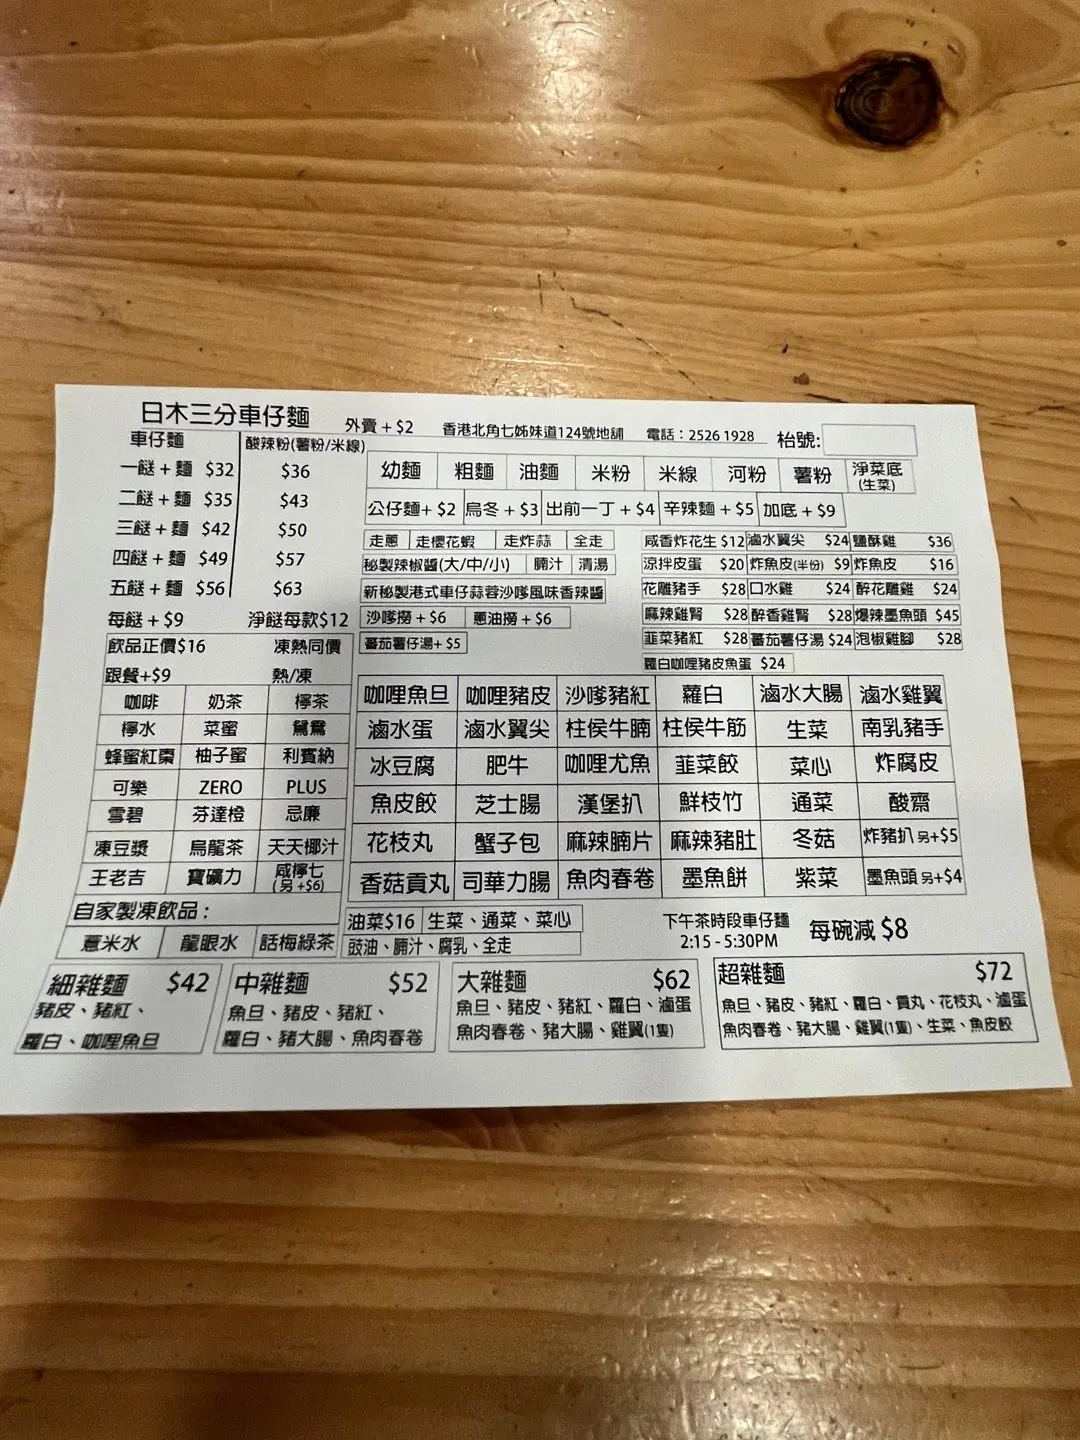 日木三分車仔麵 外賣 + $2 香港北角七姊妹道124號地舖 電話：2526 1928 枱號:
車仔麵 酸辣粉(薯粉/米線)
一餸 + 麵 $32 $36
二餸 + 麵 $35 $43
三餸 + 麵 $42 $50
四餸 + 麵 $49 $57
五餸 + 麵 $56 $63
每餸 + $9 淨餸每款$12
飲品正價$16 凍熱同價
跟餐+$9 熱/凍
咖啡 奶茶 檸茶
檸水 菜蜜 鴛鴦
蜂蜜紅棗 柚子蜜 利賓納
可樂 ZERO PLUS
雪碧 芬達橙 忌廉
凍豆漿 烏龍茶 天天椰汁
王老吉 寶礦力 咸檸七
(另 +$6)
自家製凍飲品：
薏米水 龍眼水 話梅綠茶
幼麵 粗麵 油麵 米粉 米線 河粉 薯粉 淨菜底
(生菜)
公仔麵+ $2 烏冬 + $3 出前一丁 + $4 辛辣麵 + $5 加底 + $9
走蔥 走櫻花蝦 走炸蒜 全走
秘製辣椒醬(大/中/小) 腩汁 清湯
新秘製港式車仔蒜蓉沙嗲風味香辣醬
沙嗲撈 + $6 蔥油撈 + $6
蕃茄薯仔湯+ $5
咸香炸花生 $12 滷水翼尖 $24 鹽酥雞 $36
涼拌皮蛋 $20 炸魚皮(半份) $9 炸魚皮 $16
花雕豬手 $28 口水雞 $24 醉花雕雞 $24
麻辣雞腎 $28 醉香雞腎 $28 爆辣墨魚頭 $45
韮菜豬紅 $28 蕃茄薯仔湯 $24 泡椒雞腳 $28
蘿白咖哩豬皮魚蛋 $24
咖哩魚旦 咖哩豬皮 沙嗲豬紅 蘿白 滷水大腸 滷水雞翼
滷水蛋 滷水翼尖 柱侯牛腩 柱侯牛筋 生菜 南乳豬手
冰豆腐 肥牛 咖哩尤魚 韮菜餃 菜心 炸腐皮
魚皮餃 芝士腸 漢堡扒 鮮枝竹 通菜 酸齋
花枝丸 蟹子包 麻辣腩片 麻辣豬肚 冬菇 炸豬扒 另+$5
香菇貢丸 司華力腸 魚肉春卷 墨魚餅 紫菜 墨魚頭 另+$4
油菜$16 生菜、通菜、菜心
豉油、腩汁、腐乳、全走
下午茶時段車仔麵
2:15 - 5:30PM
每碗減 $8
細雜麵 $42
豬皮、豬紅、
蘿白、咖哩魚旦
中雜麵 $52
魚旦、豬皮、豬紅、
蘿白、豬大腸、魚肉春卷
大雜麵 $62
魚旦、豬皮、豬紅、蘿白、滷蛋
魚肉春卷、豬大腸、雞翼(1隻)
超雜麵 $72
魚旦、豬皮、豬紅、蘿白、貢丸、花枝丸、滷蛋
魚肉春卷、豬大腸、雞翼(1隻)、生菜、魚皮餃